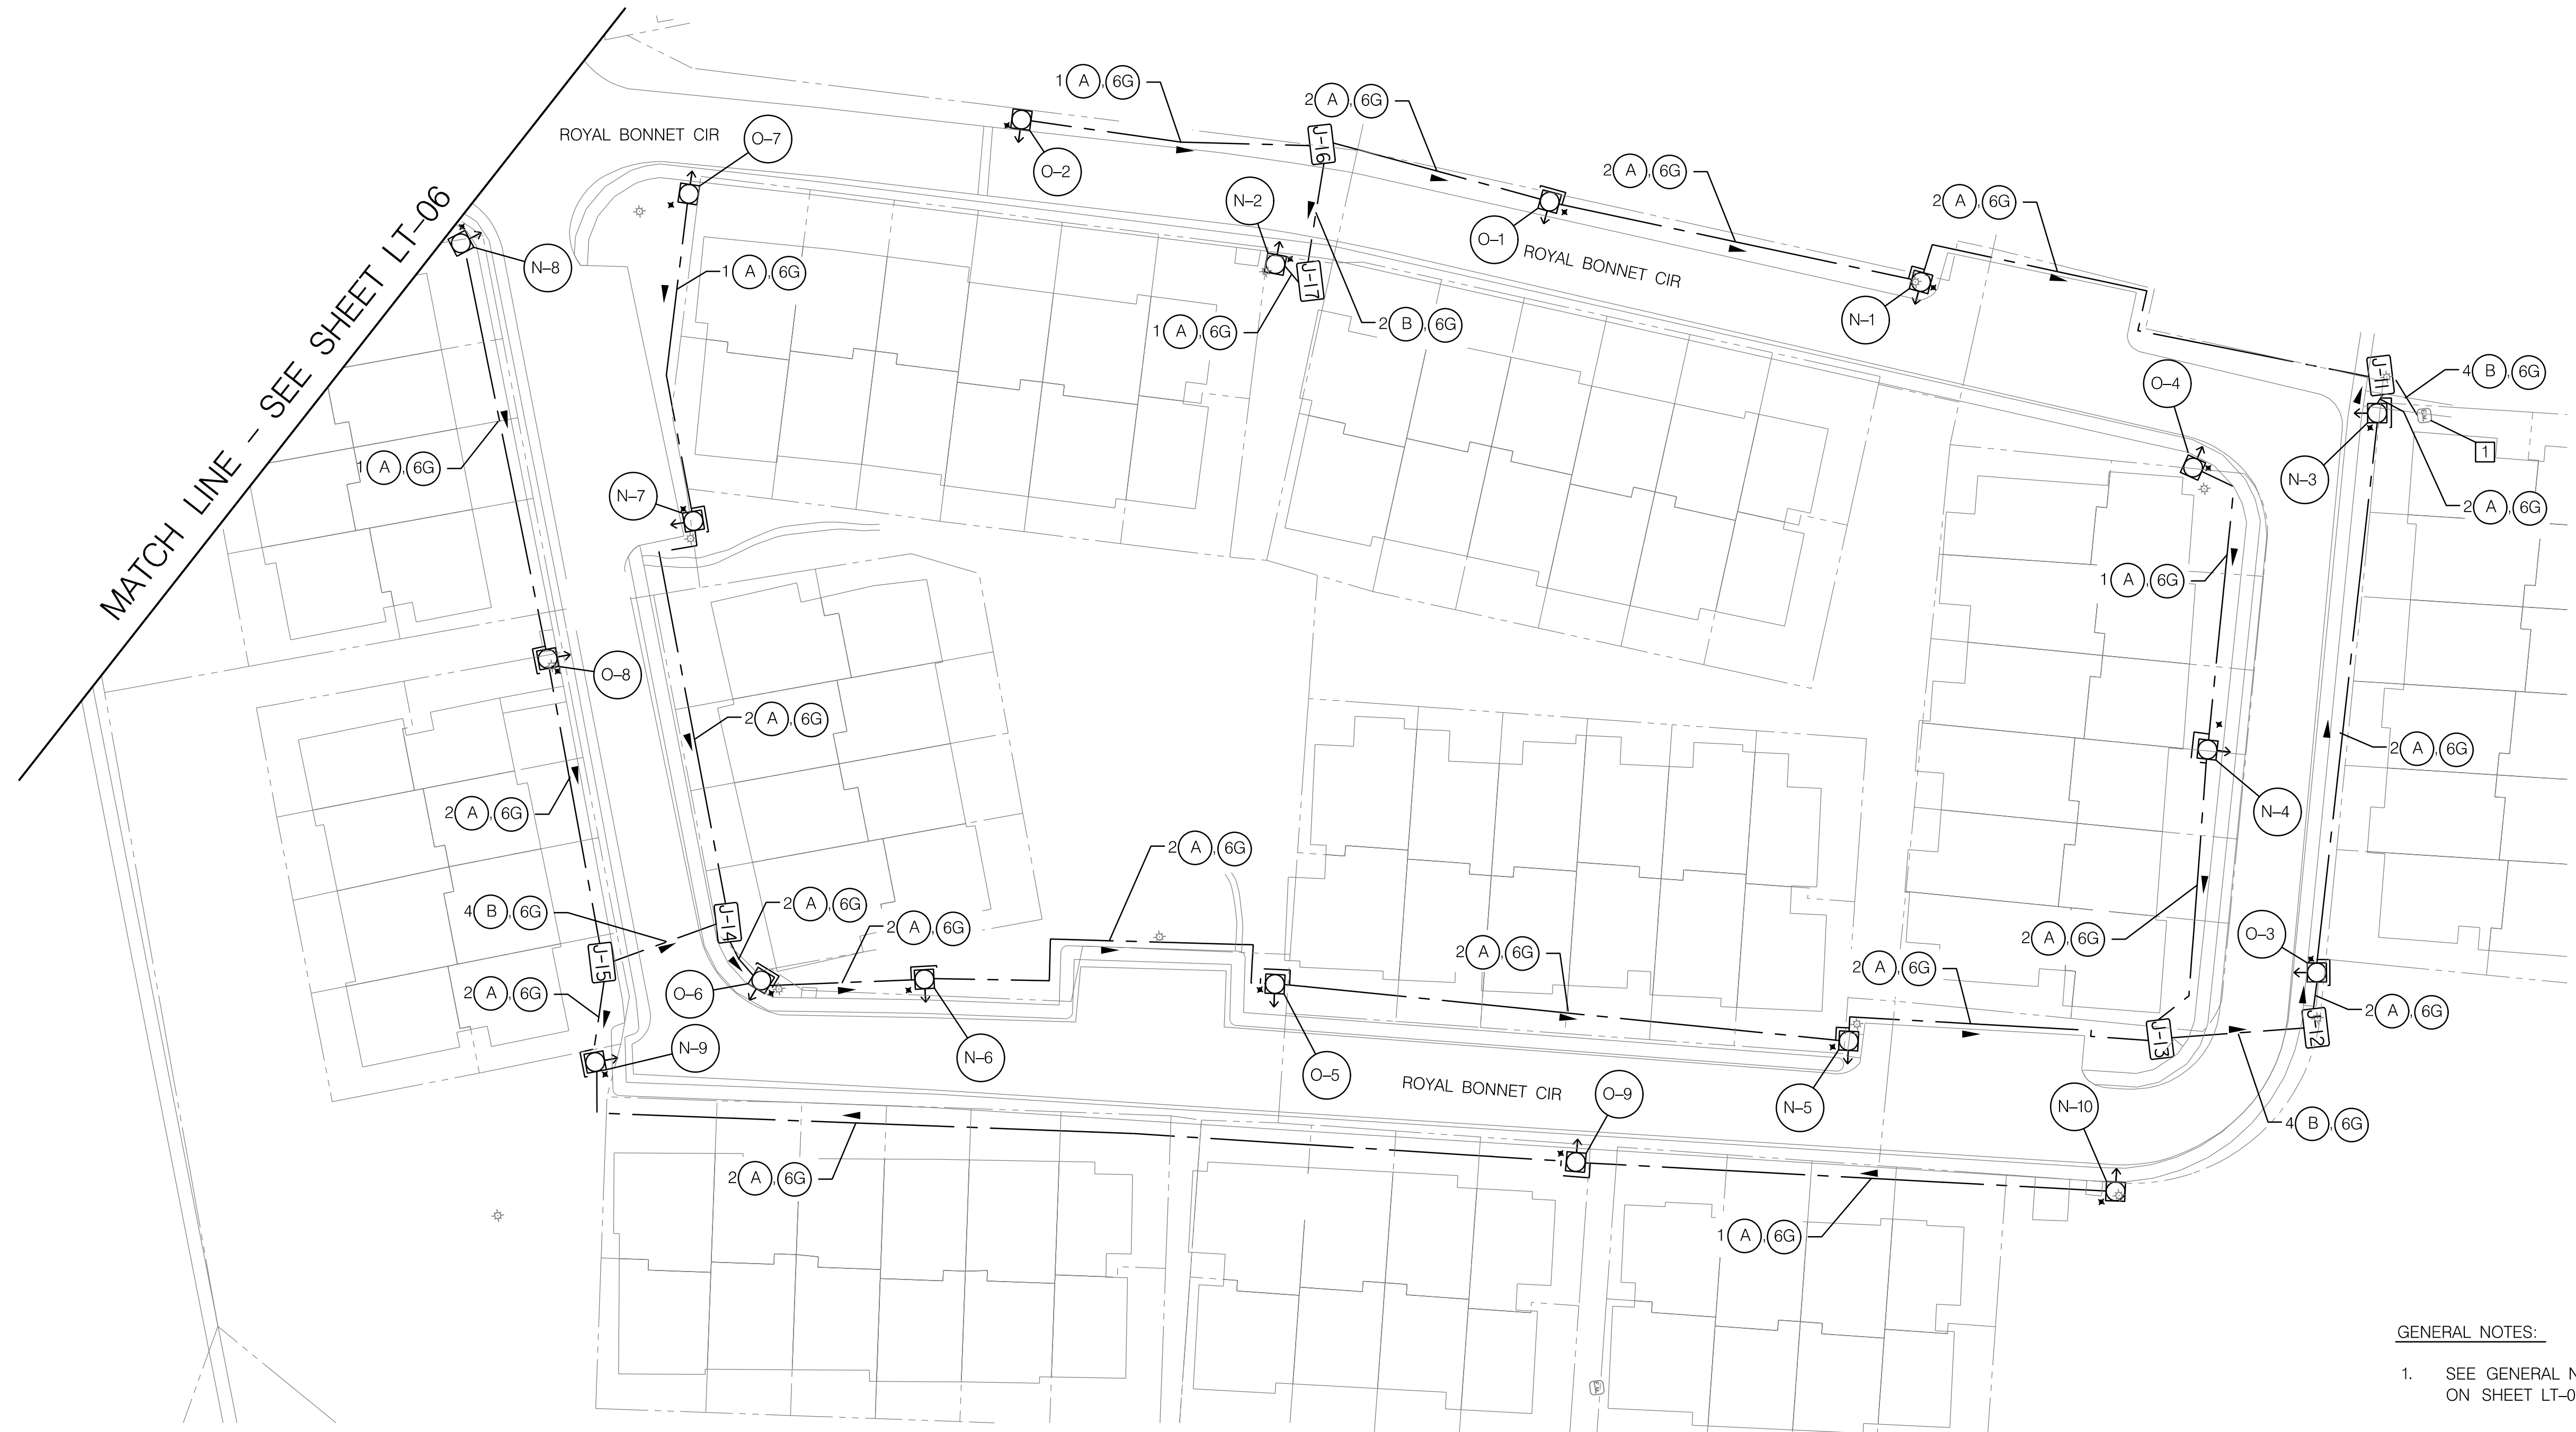 1 A, 6G
2 A, 6G
ROYAL BONNET CIR
O-7
J-16
O-2
2 A, 6G
N-2
2 A, 6G
MATCH LINE - SEE SHEET LT-06
O-1
ROYAL BONNET CIR
N-8
1 A, 6G
J-17
N-1
1 A, 6G
2 B, 6G
J-11
4 B, 6G
O-4
1 A, 6G
1
N-3
N-7
2 A, 6G
1 A, 6G
O-8
2 A, 6G
2 A, 6G
2 A, 6G
N-4
2 A, 6G
4 B, 6G
J-14
2 A, 6G
2 A, 6G
O-3
2 A, 6G
2 A, 6G
J-15
2 A, 6G
2 A, 6G
O-6
2 A, 6G
J-13
J-12
N-9
N-6
O-5
ROYAL BONNET CIR
O-9
N-5
N-10
4 B, 6G
2 A, 6G
1 A, 6G
GENERAL NOTES:
1. SEE GENERAL N
ON SHEET LT-0